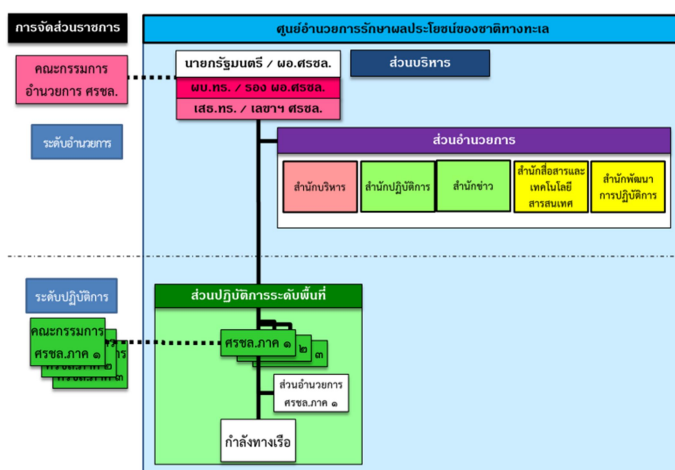 การจัดส่วนราชการ
ศูนย์อำนวยการรักษาผลประโยชน์ของชาติทางทะเล
นายกรัฐมนตรี / ผอ.ศรชล.
ส่วนบริหาร
คณะกรรมการ
อำนวยการ ศรชล.
ผบ.ทร. / รอง ผอ.ศรชล.
เสธ.ทร. / เลขาฯ ศรชล.
ระดับอำนวยการ
ส่วนอำนวยการ
สำนักบริหาร
สำนักปฏิบัติการ
สำนักข่าว
สำนักสื่อสารและ
เทคโนโลยี
สารสนเทศ
สำนักพัฒนา
การปฏิบัติการ
ระดับปฏิบัติการ
ส่วนปฏิบัติการระดับพื้นที่
คณะกรรมการ
ศรชล.ภาค ๑
ศรชล.ภาค ๑
๒
๓
ส่วนอำนวยการ
ศรชล.ภาค ๑
กำลังทางเรือ